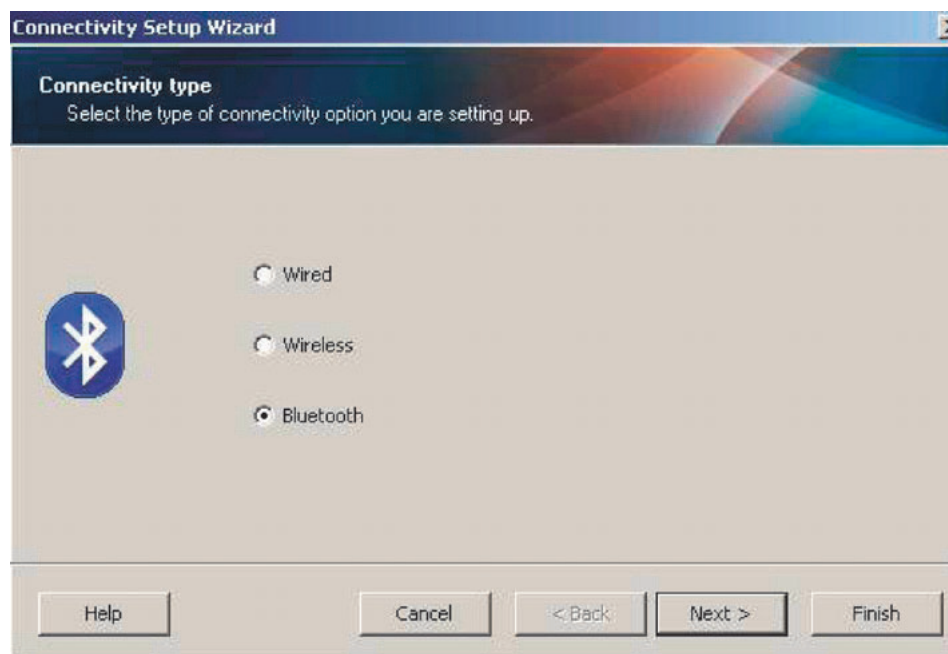 Connectivity Setup Wizard
Connectivity type
Select the type of connectivity option you are setting up.
Wired
Wireless
Bluetooth
Help
Cancel
< Back
Next >
Finish